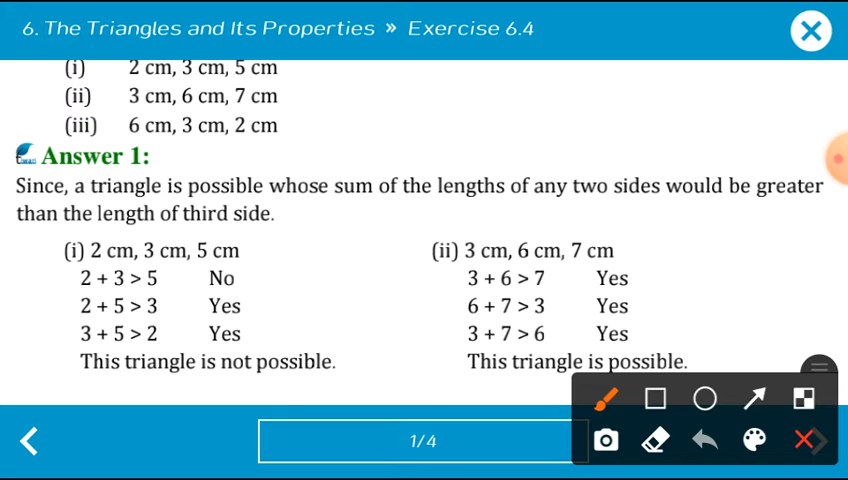 6. The Triangles and Its Properties » Exercise 6.4
(i) 2 cm, 3 cm, 5 cm
(ii) 3 cm, 6 cm, 7 cm
(iii) 6 cm, 3 cm, 2 cm
Answer 1:
Since, a triangle is possible whose sum of the lengths of any two sides would be greater
than the length of third side.
(i) 2 cm, 3 cm, 5 cm
2 + 3 > 5 No
2 + 5 > 3 Yes
3 + 5 > 2 Yes
This triangle is not possible.
(ii) 3 cm, 6 cm, 7 cm
3 + 6 > 7 Yes
6 + 7 > 3 Yes
3 + 7 > 6 Yes
This triangle is possible.
1/4